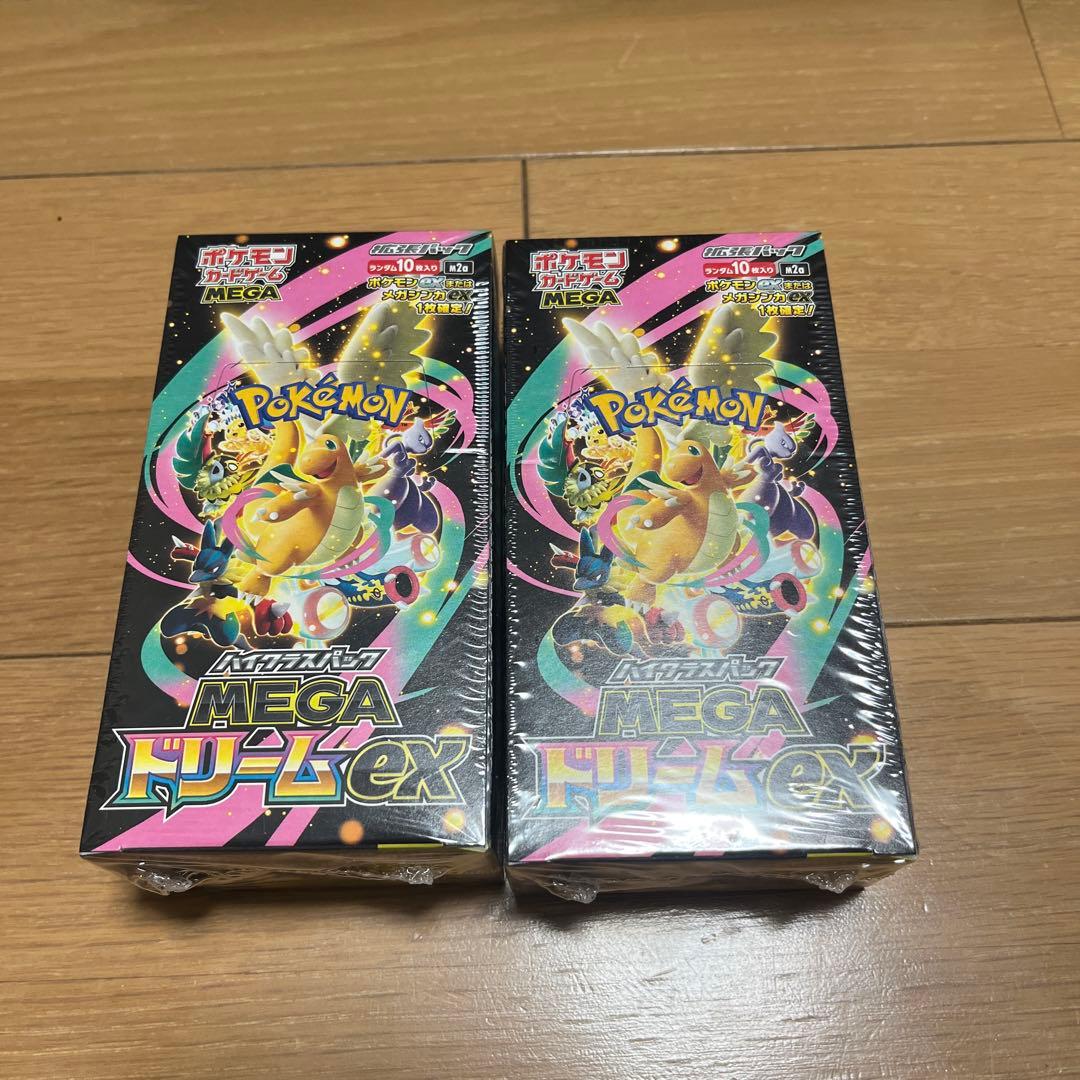 ポケモン
カードゲーム
MEGA
拡張パック
ランダム10枚入り
M2a
ポケモンexまたは
メガシンカex
1枚確定!
POKÉMON
ハイクラスパック
MEGA
ドリームex
ポケモン
カードゲーム
MEGA
拡張パック
ランダム10枚入り
M2a
ポケモンexまたは
メガシンカex
1枚確定!
POKÉMON
ハイクラスパック
MEGA
ドリームex